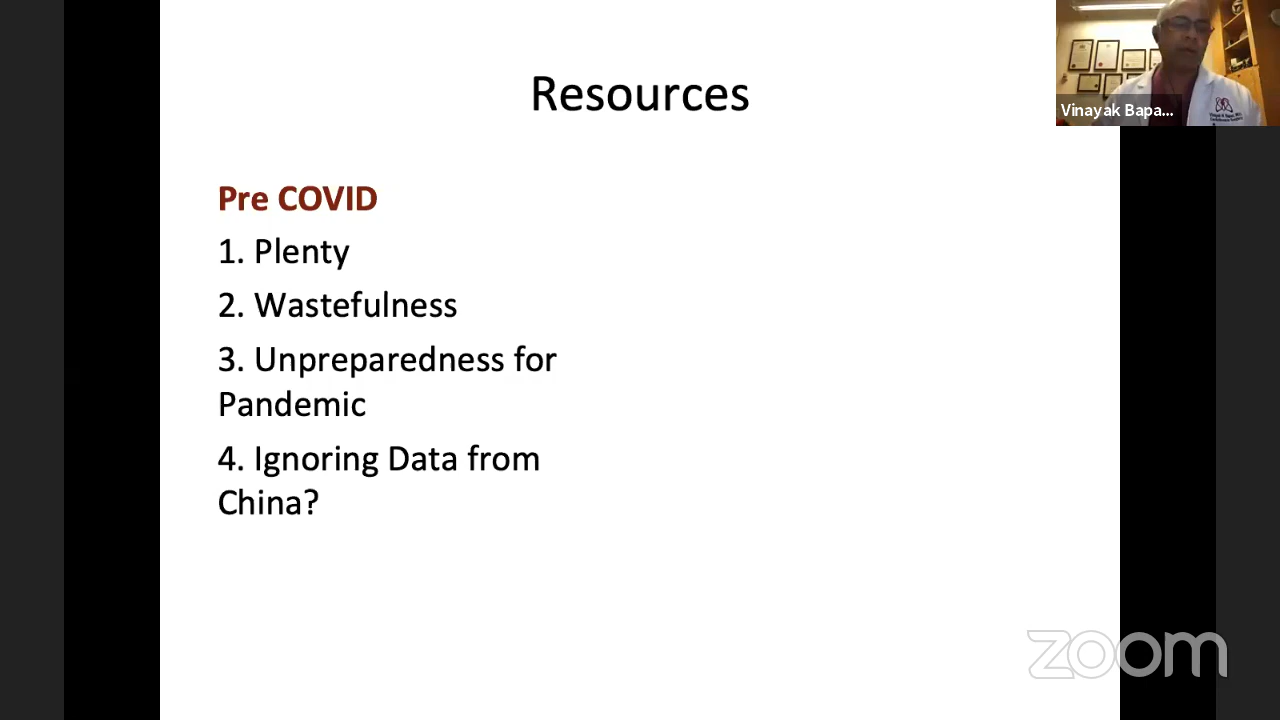 Resources
Vinayak Bapa...
Pre COVID
1. Plenty
2. Wastefulness
3. Unpreparedness for
Pandemic
4. Ignoring Data from
China?
zoom